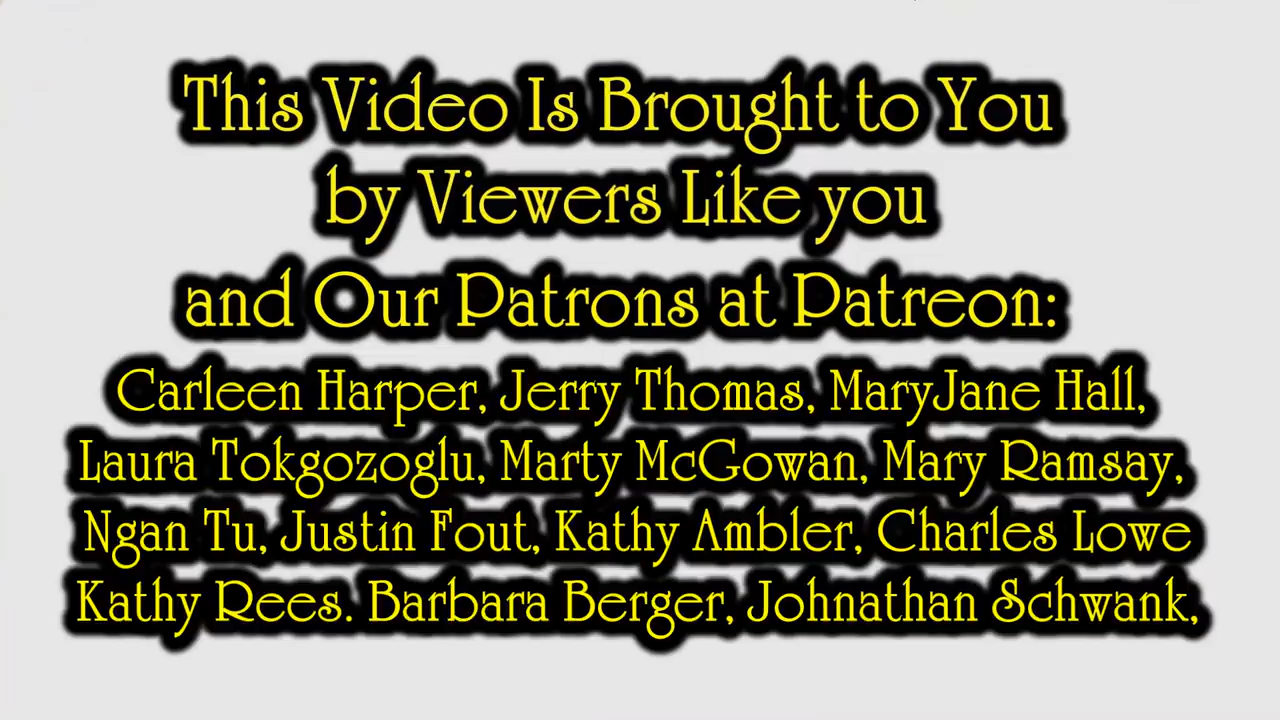 This Video Is Brought to You
by Viewers Like you
and Our Patrons at Patreon:
Carleen Harper, Jerry Thomas, MaryJane Hall,
Laura Tokgozoglu, Marty McGowan, Mary Ramsay,
Ngan Tu, Justin Fout, Kathy Ambler, Charles Lowe
Kathy Rees. Barbara Berger, Johnathan Schwank,